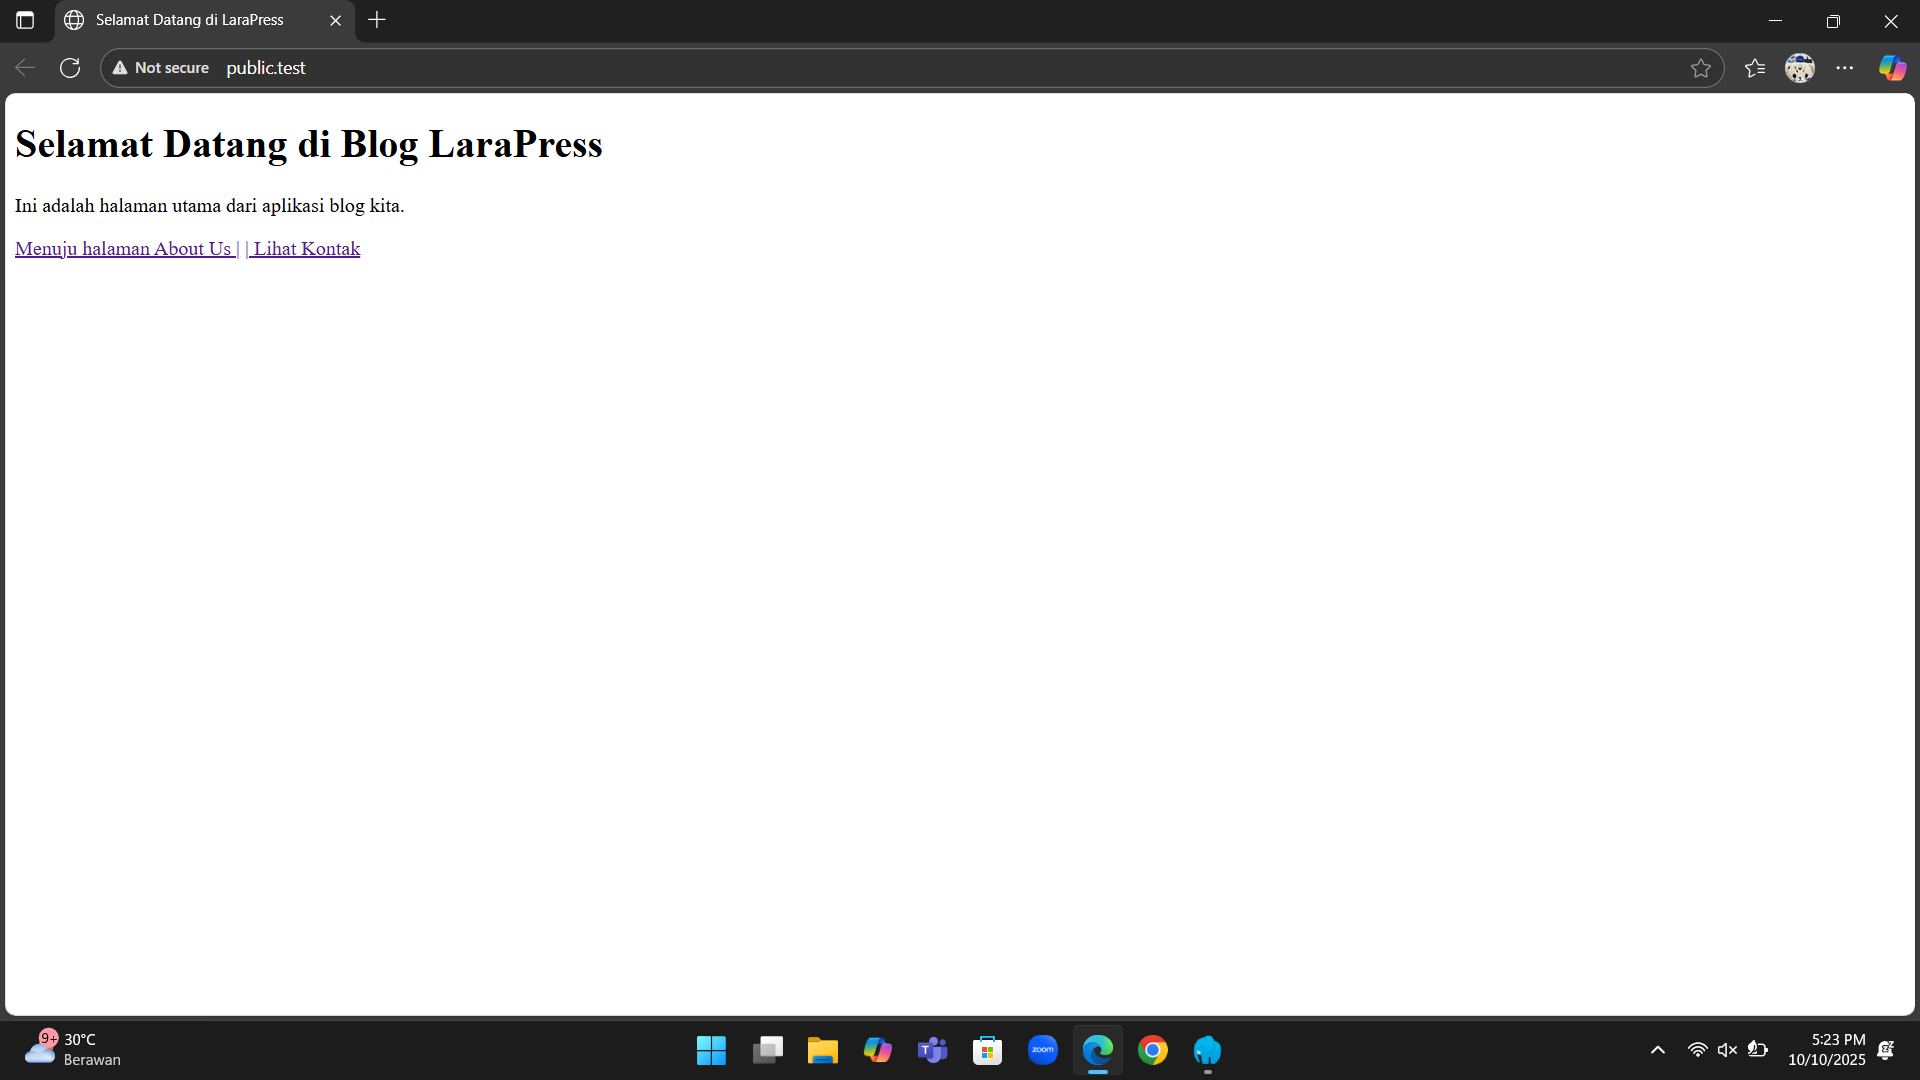 Selamat Datang di LaraPress
Not secure public.test
Selamat Datang di Blog LaraPress
Ini adalah halaman utama dari aplikasi blog kita.
Menuju halaman About Us | | Lihat Kontak
9+ 30°C
Berawan
zoom
5:23 PM
10/10/2025